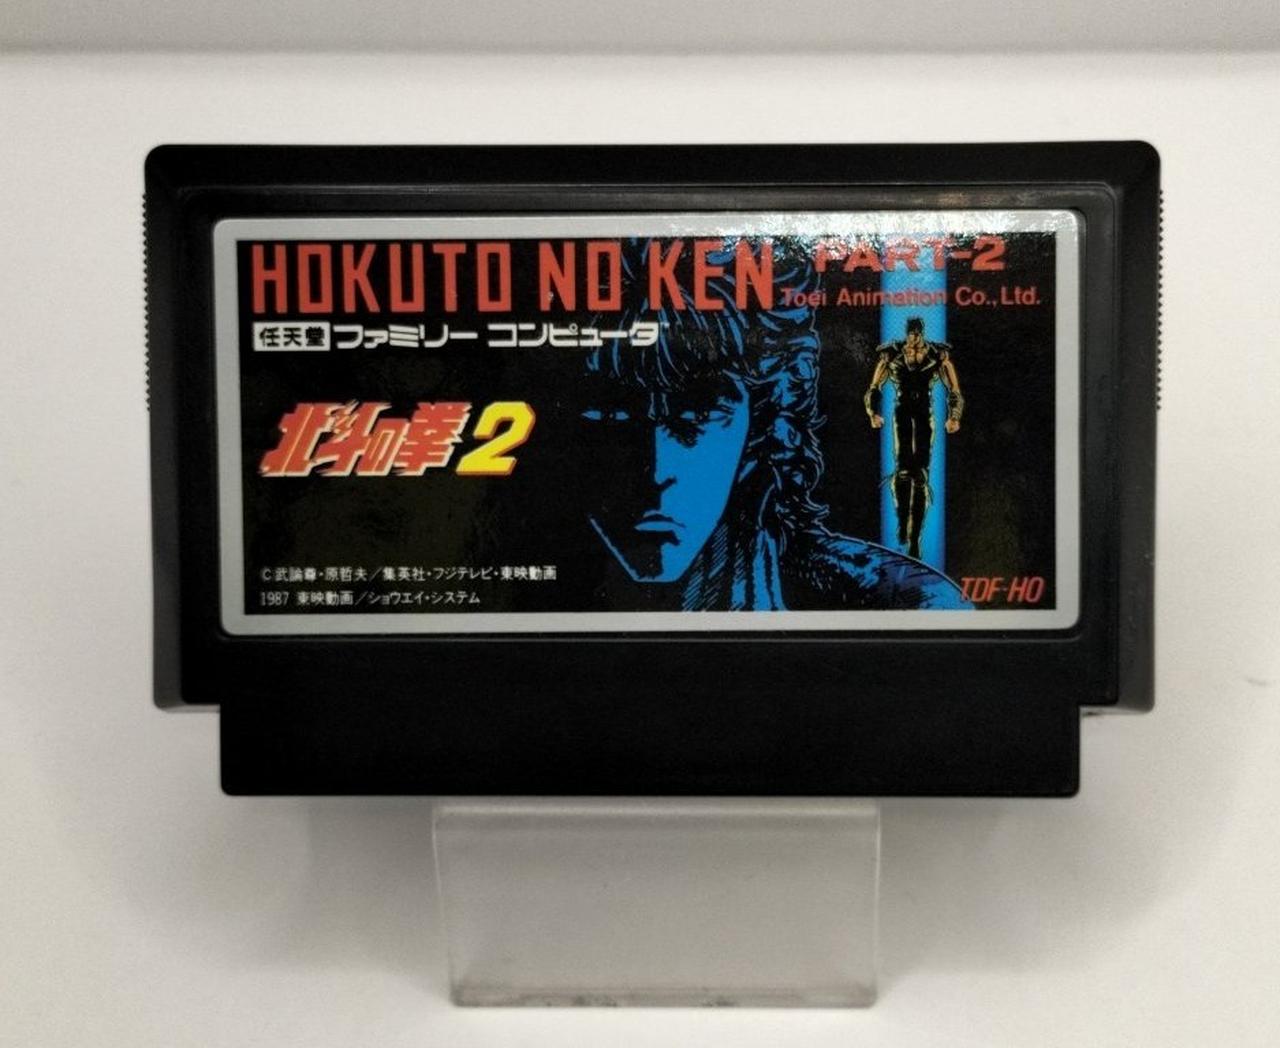 HOKUTO NO KEN PART-2
Toei Animation Co., Ltd.
任天堂 ファミリー コンピュータ
北斗の拳2
©武論尊・原哲夫/集英社・フジテレビ・東映動画
1987 東映動画/ショウエイ・システム
TDF-HO